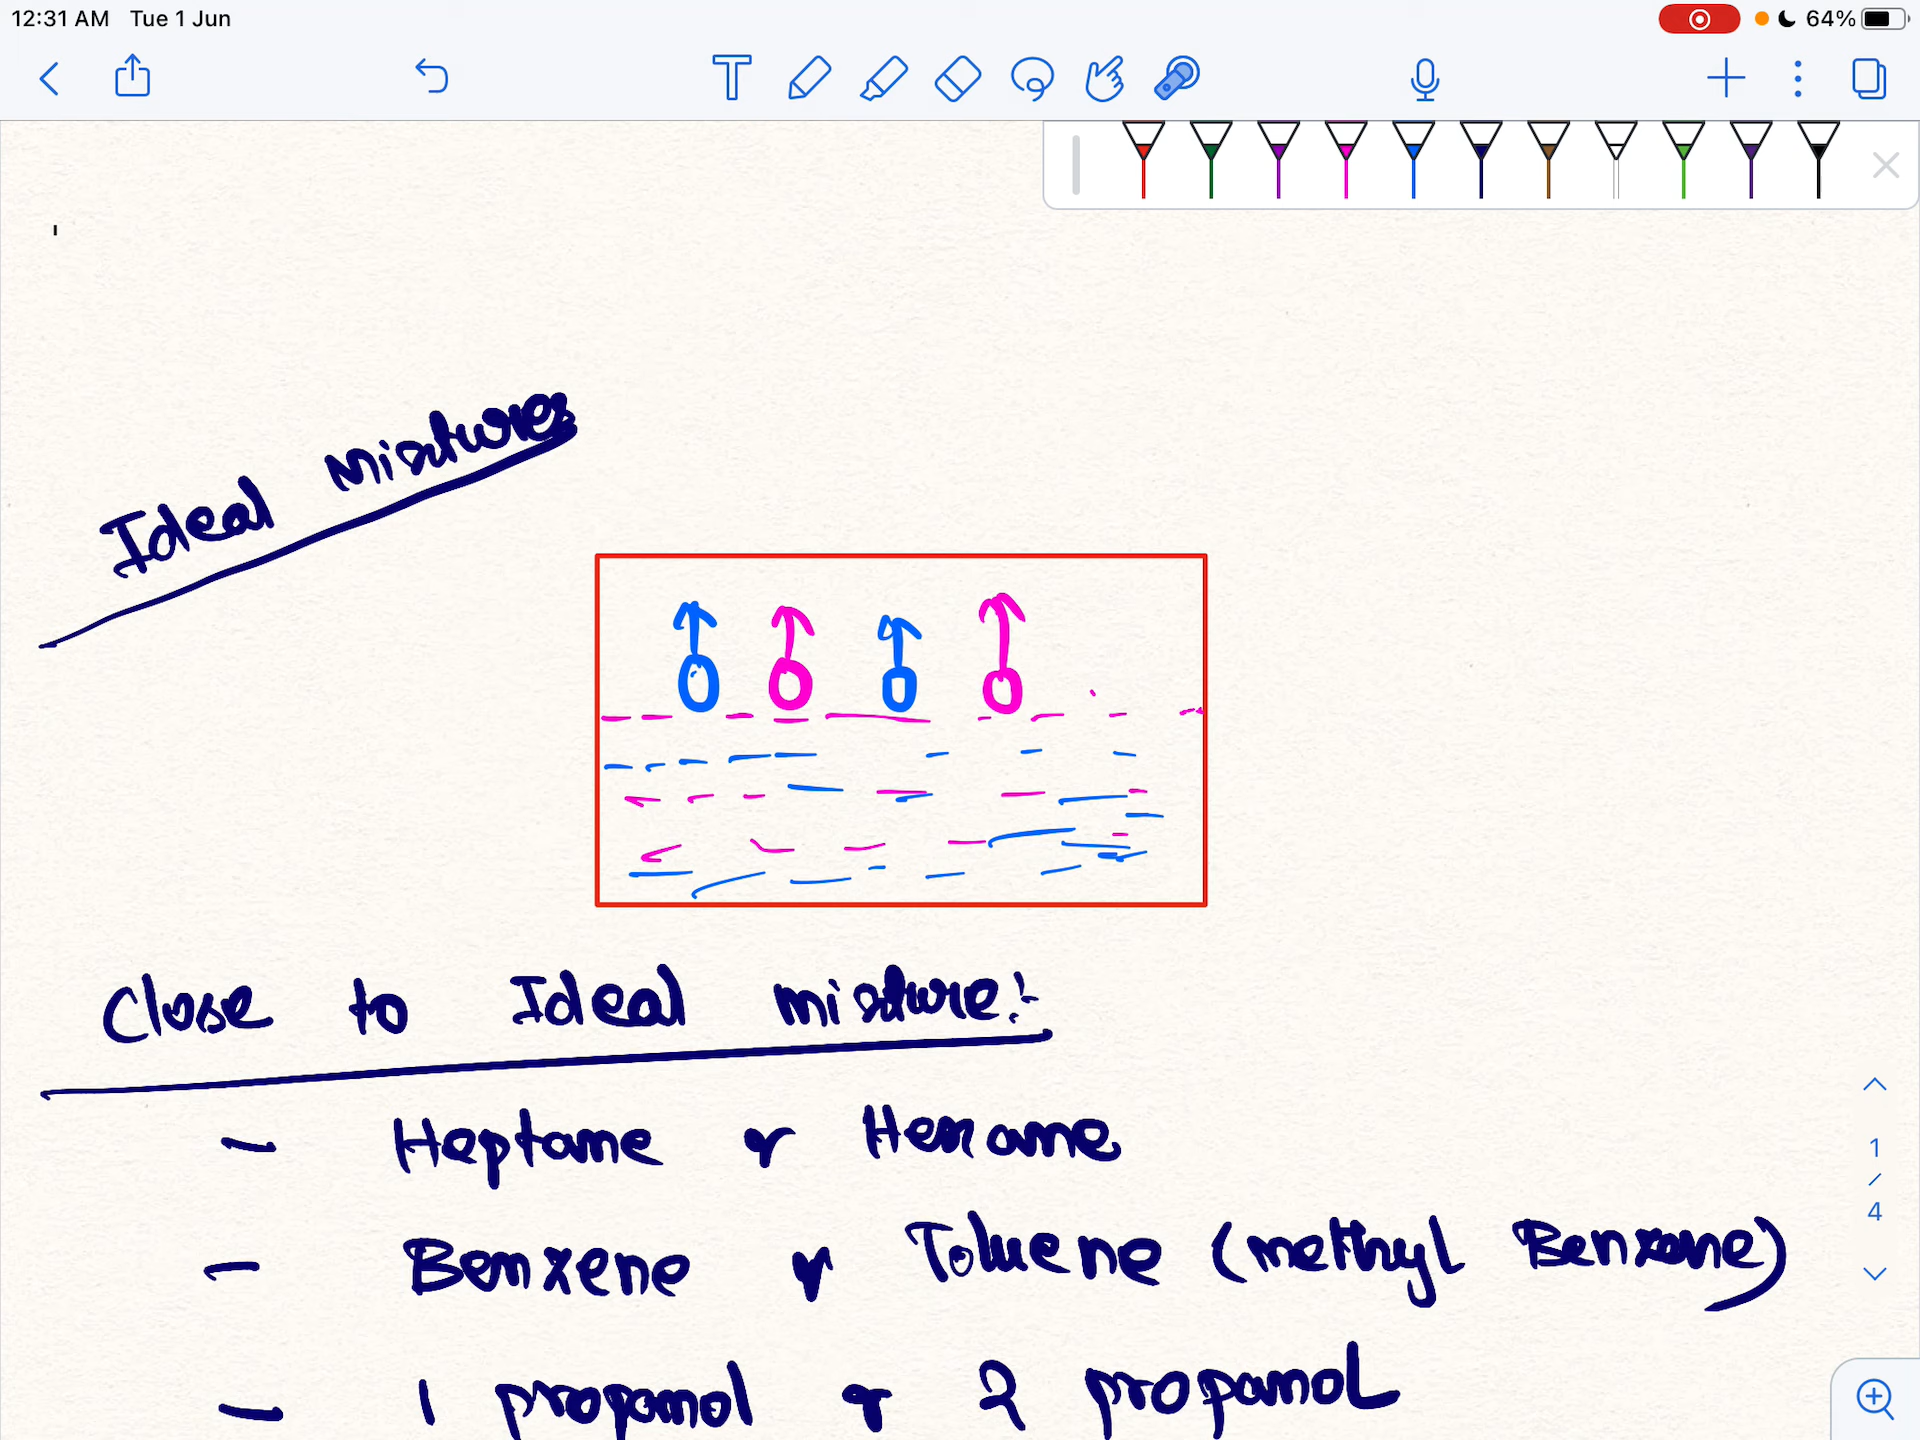 12:31 AM Tue 1 Jun 64%
Ideal mixtures
Close to Ideal mixture:-
- Heptane & Hexane
- Benzene & Toluene (methyl Benzene)
- 1 propanol & 2 propanol
1
/
4